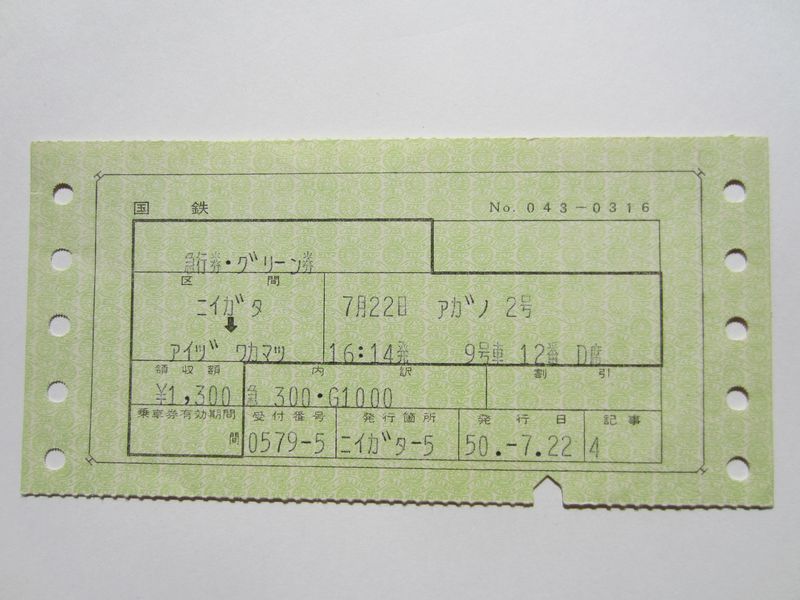 国鉄 No. 043-0316
急行券・グリーン券
区間
ニイガタ 7月22日 アガノ 2号
↓
アイヅ ワカマツ 16:14発 9号車 12番 D席
領収額 内訳 割引
¥1,300 急 300・G1000
乗車券有効期間 受付番号 発行箇所 発行日 記事
間 0579-5 ニイガター5 50.-7.22 4